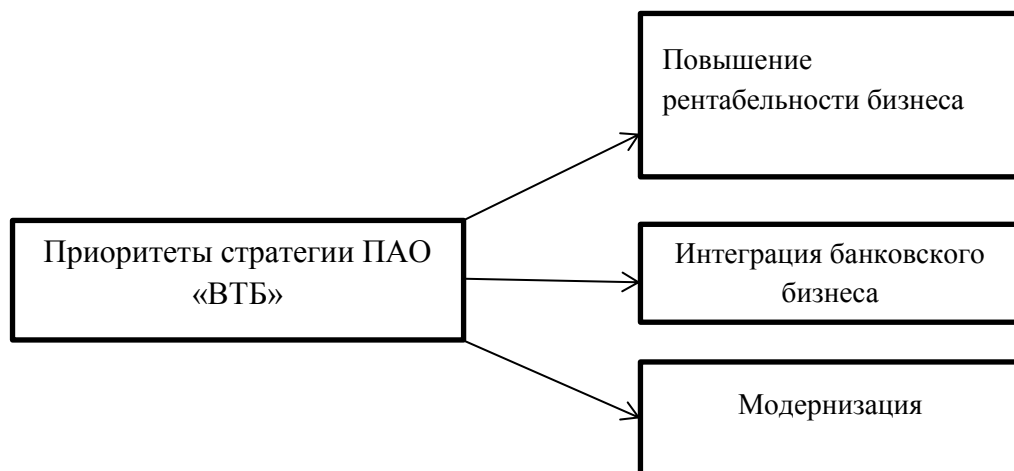 Повышение
рентабельности бизнеса
Приоритеты стратегии ПАО
«ВТБ»
Интеграция банковского
бизнеса
Модернизация